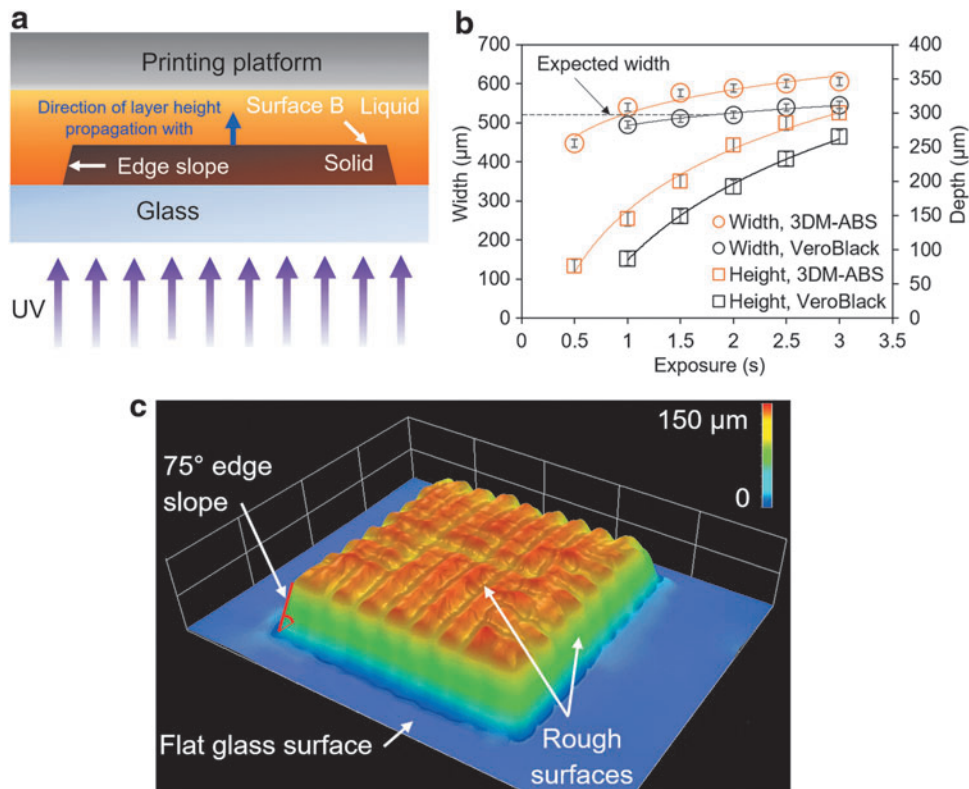 a
Printing platform
Direction of layer height
propagation with
Surface B
Liquid
Edge slope
Solid
Glass
UV
b
700
600
500
400
300
200
100
0
Width (µm)
400
350
300
250
200
150
100
50
0
Depth (µm)
Expected width
Width, 3DM-ABS
Width, VeroBlack
Height, 3DM-ABS
Height, VeroBlack
0 0.5 1 1.5 2 2.5 3 3.5
Exposure (s)
c
150 µm
0
75° edge
slope
Flat glass surface
Rough
surfaces